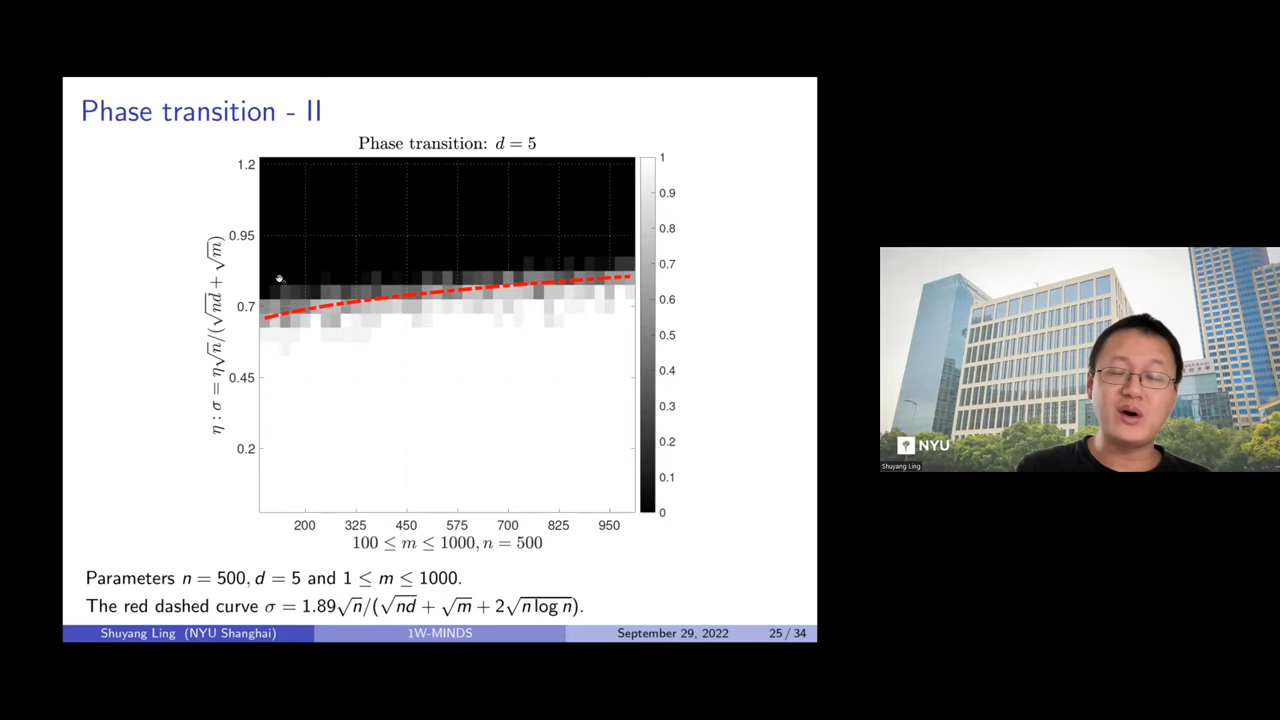 Phase transition - II
Phase transition: d = 5
1.2
0.95
0.7
0.45
0.2
η : σ = η√n/(√nd + √m)
200 325 450 575 700 825 950
100 ≤ m ≤ 1000, n = 500
1
0.9
0.8
0.7
0.6
0.5
0.4
0.3
0.2
0.1
0
Parameters n = 500, d = 5 and 1 ≤ m ≤ 1000.
The red dashed curve σ = 1.89√n/(√nd + √m + 2√n log n).
Shuyang Ling (NYU Shanghai) 1W-MINDS September 29, 2022 25 / 34
NYU
Shuyang Ling